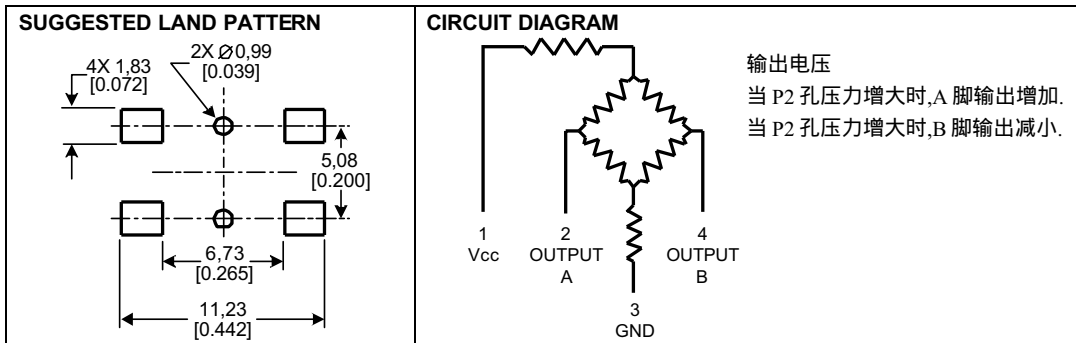 SUGGESTED LAND PATTERN
2X Ø0,99
[0.039]
4X 1,83
[0.072]
5,08
[0.200]
6,73
[0.265]
11,23
[0.442]
CIRCUIT DIAGRAM
1
Vcc
2
OUTPUT
A
4
OUTPUT
B
3
GND
输出电压
当 P2 孔压力增大时,A 脚输出增加.
当 P2 孔压力增大时,B 脚输出减小.